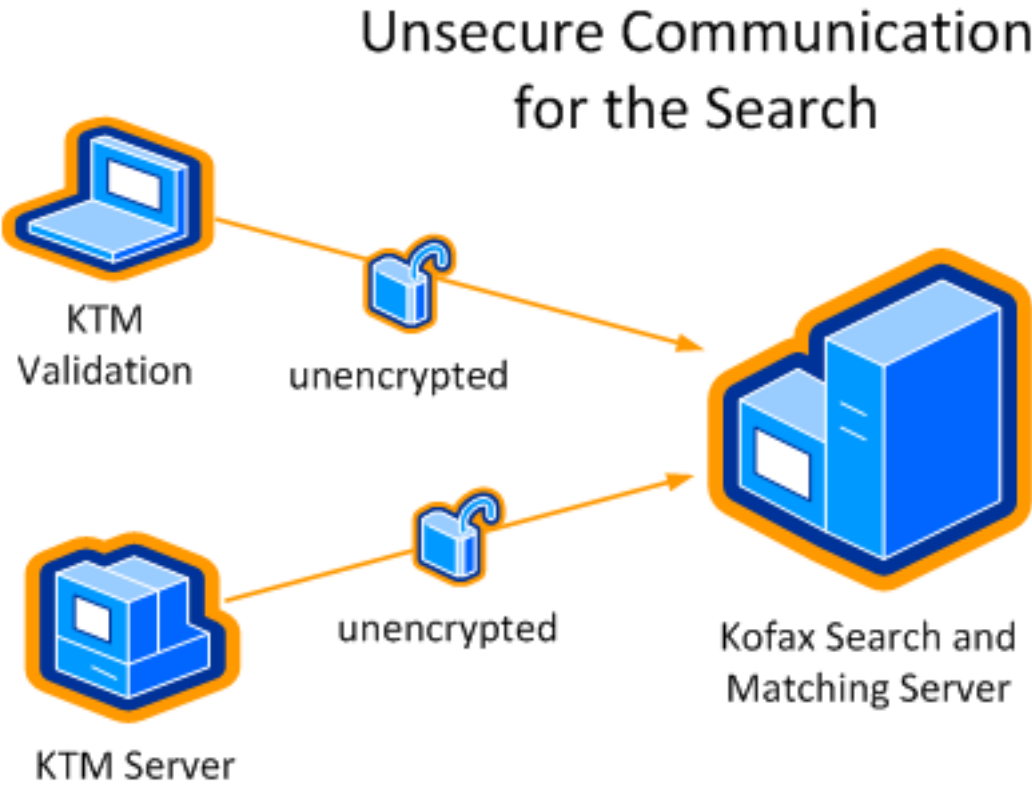 Unsecure Communication
for the Search
KTM
Validation
unencrypted
unencrypted
KTM Server
Kofax Search and
Matching Server